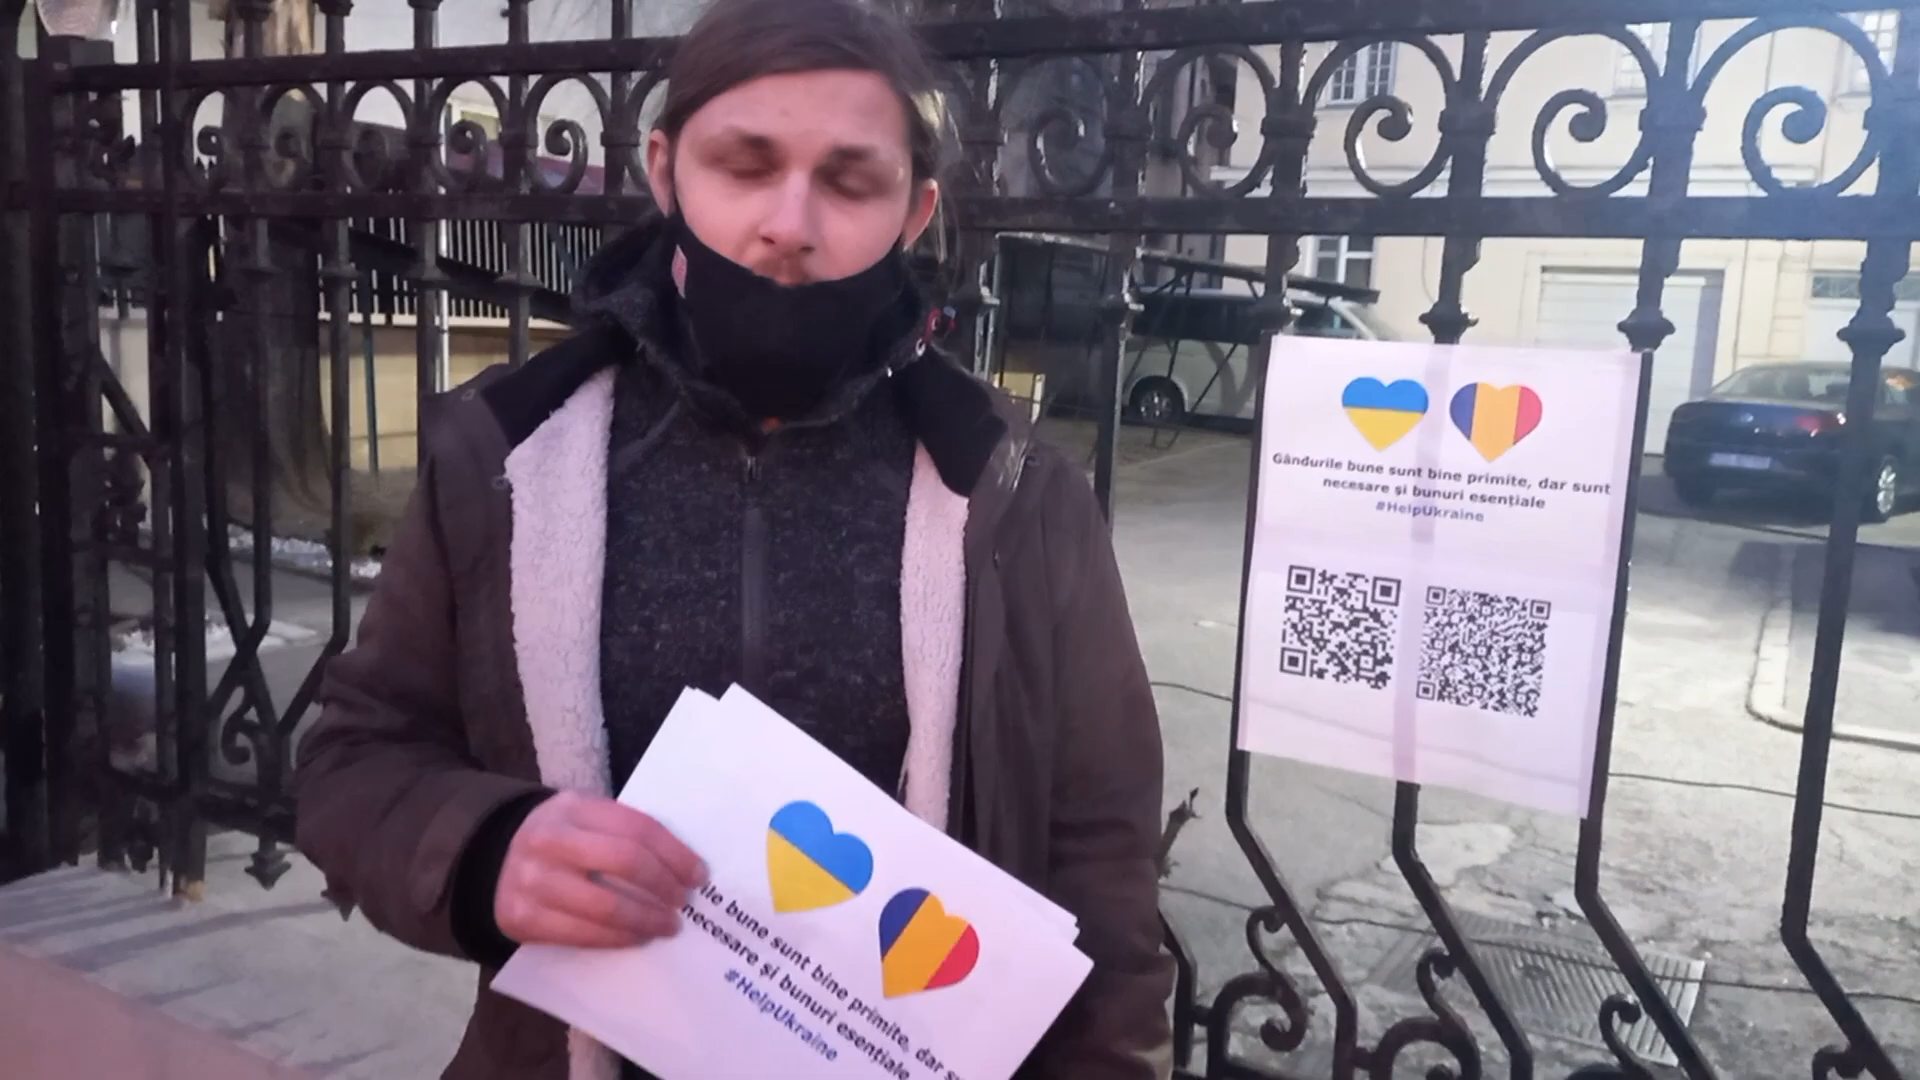 Gândurile bune sunt bine primite, dar sunt
necesare și bunuri esențiale
#HelpUkraine
bune sunt bine primite, dar
necesare și bunuri esențiale
#HelpUkraine